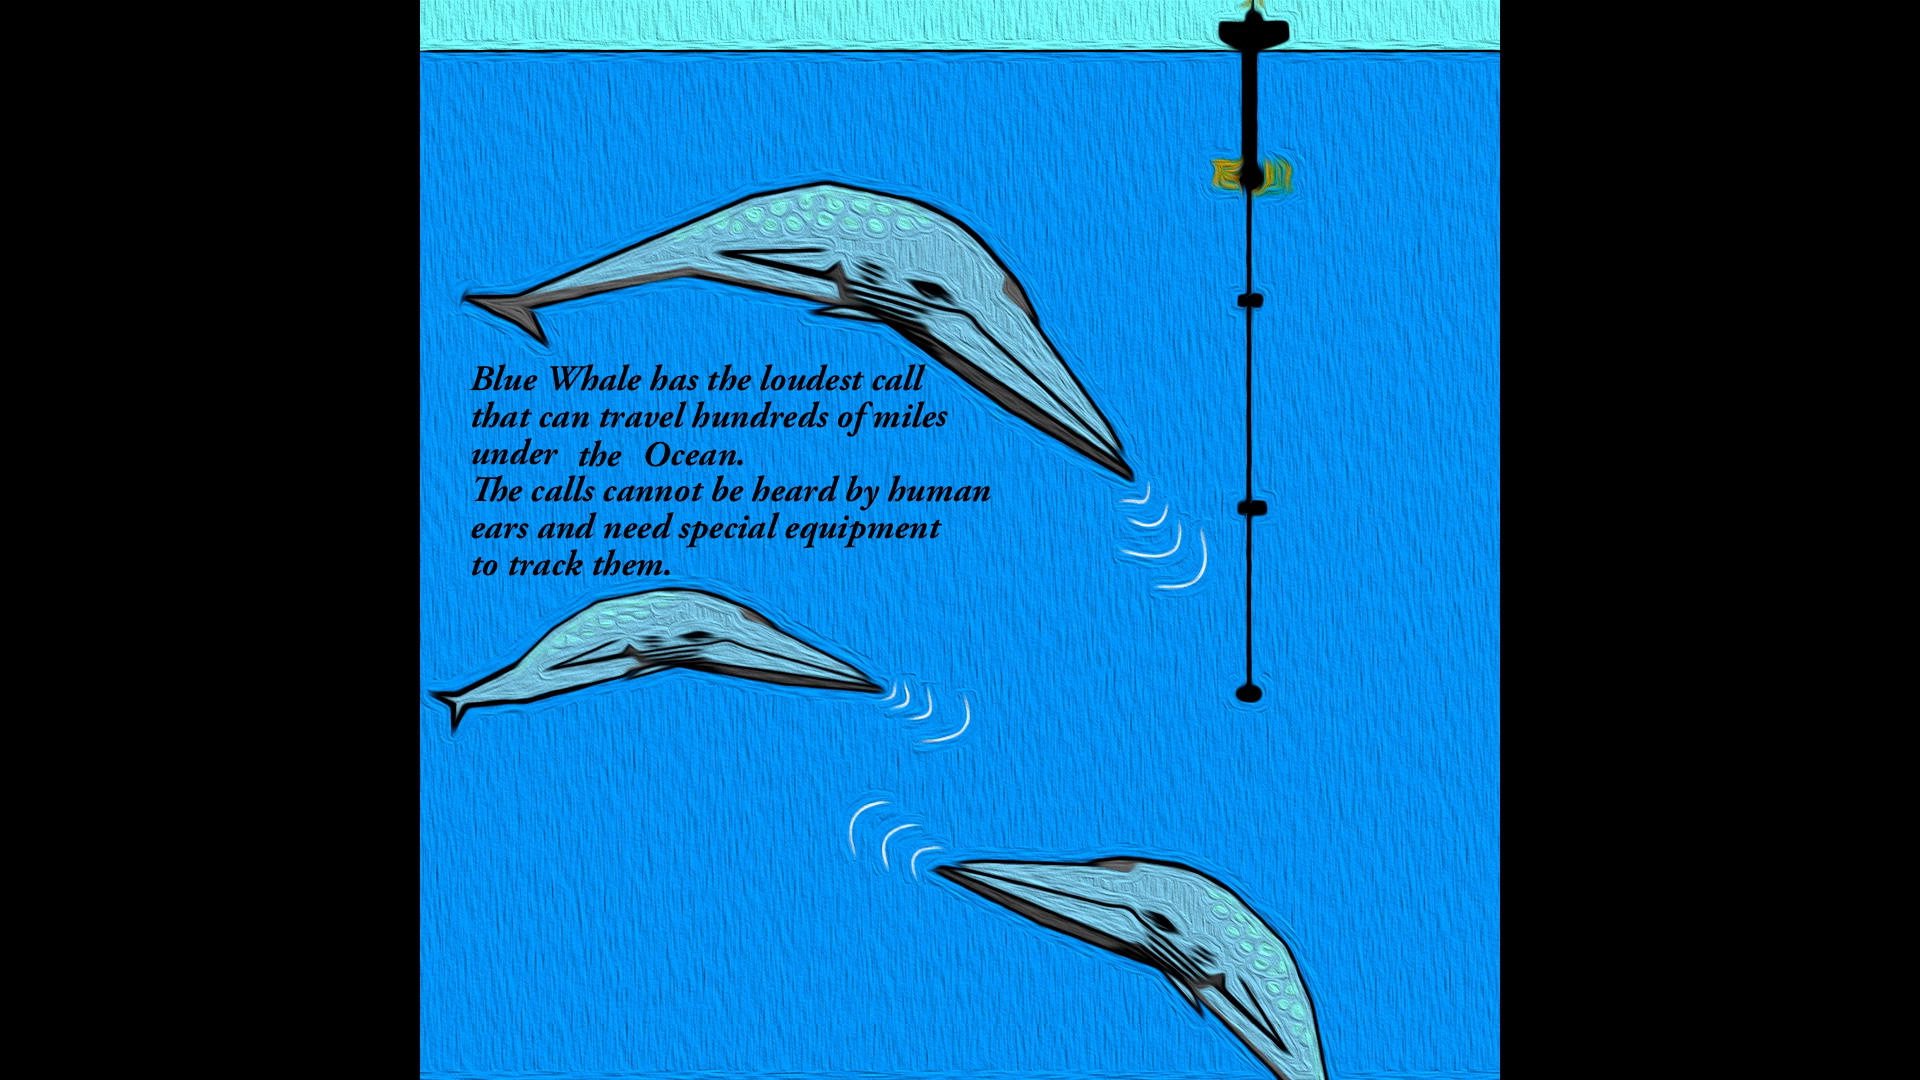 Blue Whale has the loudest call
that can travel hundreds of miles
under the Ocean.
The calls cannot be heard by human
ears and need special equipment
to track them.